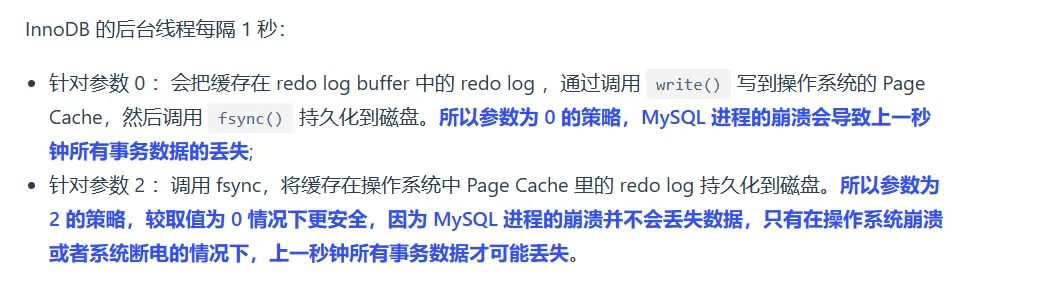 InnoDB 的后台线程每隔 1 秒：
• 针对参数 0 ：会把缓存在 redo log buffer 中的 redo log ，通过调用 write() 写到操作系统的 Page
Cache，然后调用 fsync() 持久化到磁盘。所以参数为 0 的策略，MySQL 进程的崩溃会导致上一秒
钟所有事务数据的丢失;
• 针对参数 2 ：调用 fsync，将缓存在操作系统中 Page Cache 里的 redo log 持久化到磁盘。所以参数为
2 的策略，较取值为 0 情况下更安全，因为 MySQL 进程的崩溃并不会丢失数据，只有在操作系统崩溃
或者系统断电的情况下，上一秒钟所有事务数据才可能丢失。